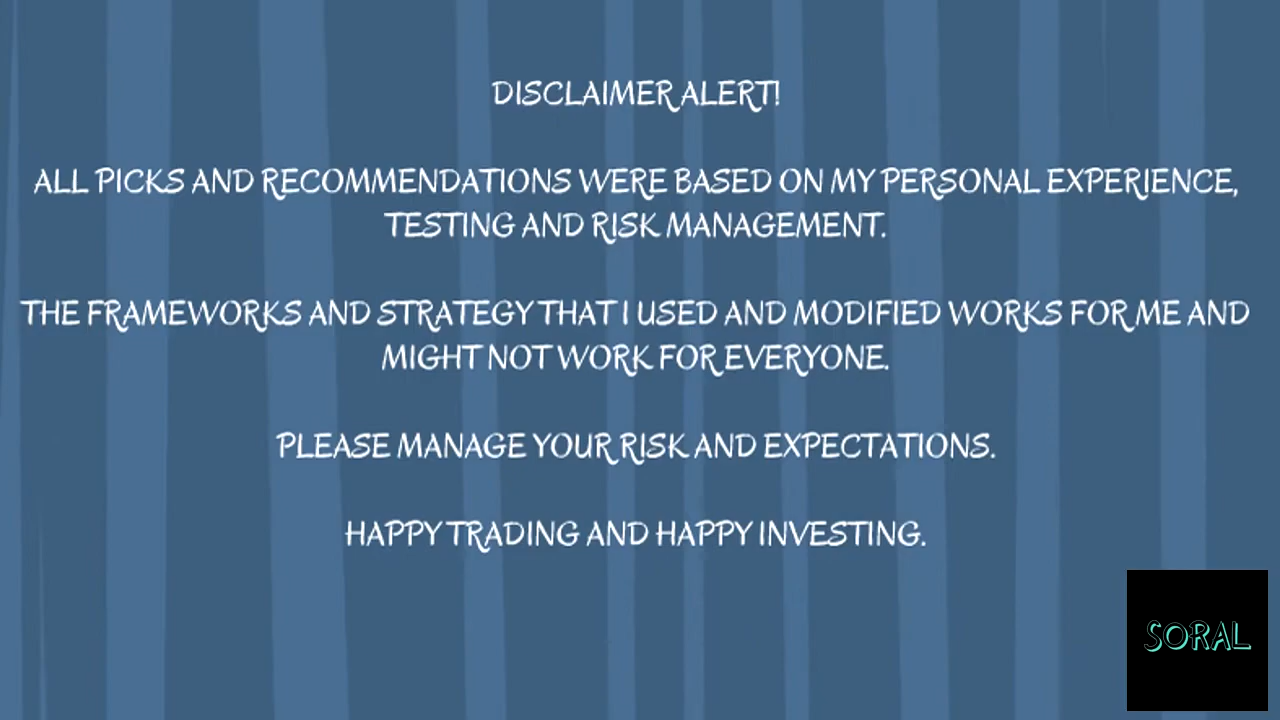 DISCLAIMER ALERT!
ALL PICKS AND RECOMMENDATIONS WERE BASED ON MY PERSONAL EXPERIENCE,
TESTING AND RISK MANAGEMENT.
THE FRAMEWORKS AND STRATEGY THAT I USED AND MODIFIED WORKS FOR ME AND
MIGHT NOT WORK FOR EVERYONE.
PLEASE MANAGE YOUR RISK AND EXPECTATIONS.
HAPPY TRADING AND HAPPY INVESTING.
SORAL